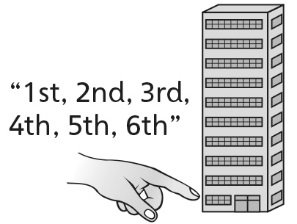 “1st, 2nd, 3rd,
4th, 5th, 6th”